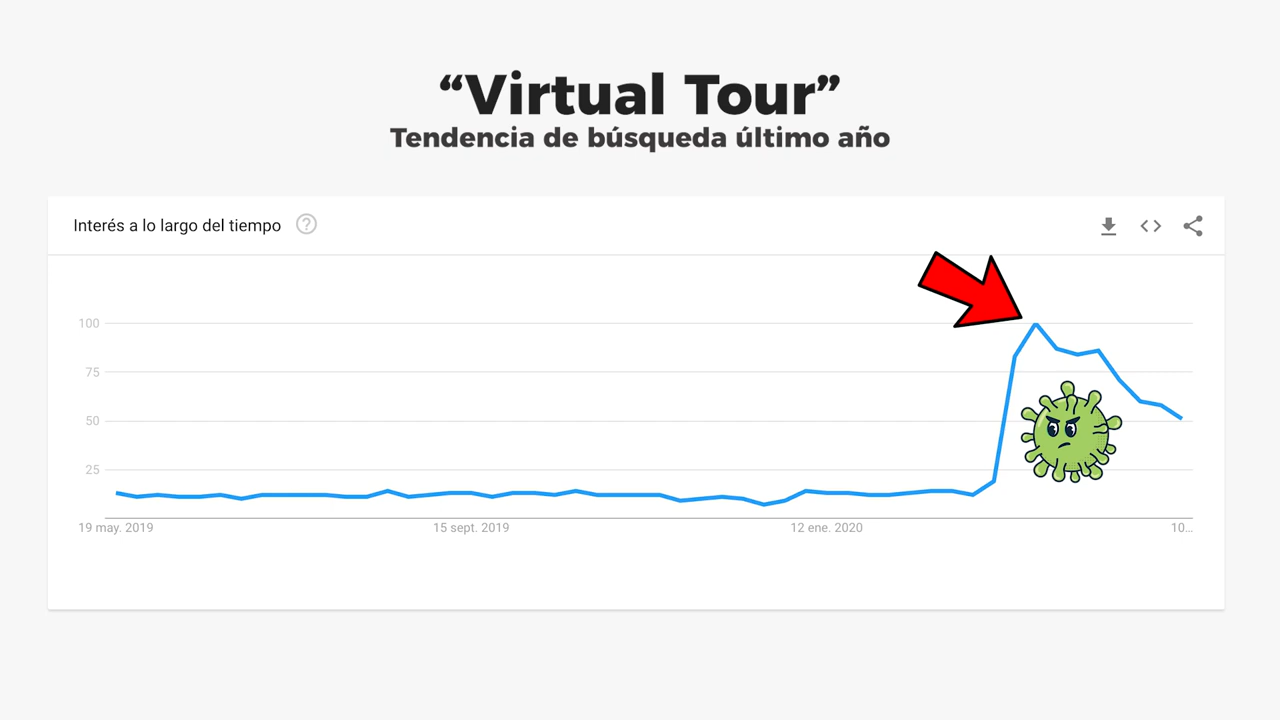 “Virtual Tour”
Tendencia de búsqueda último año
Interés a lo largo del tiempo ?
100
75
50
25
19 may. 2019 15 sept. 2019 12 ene. 2020 10...